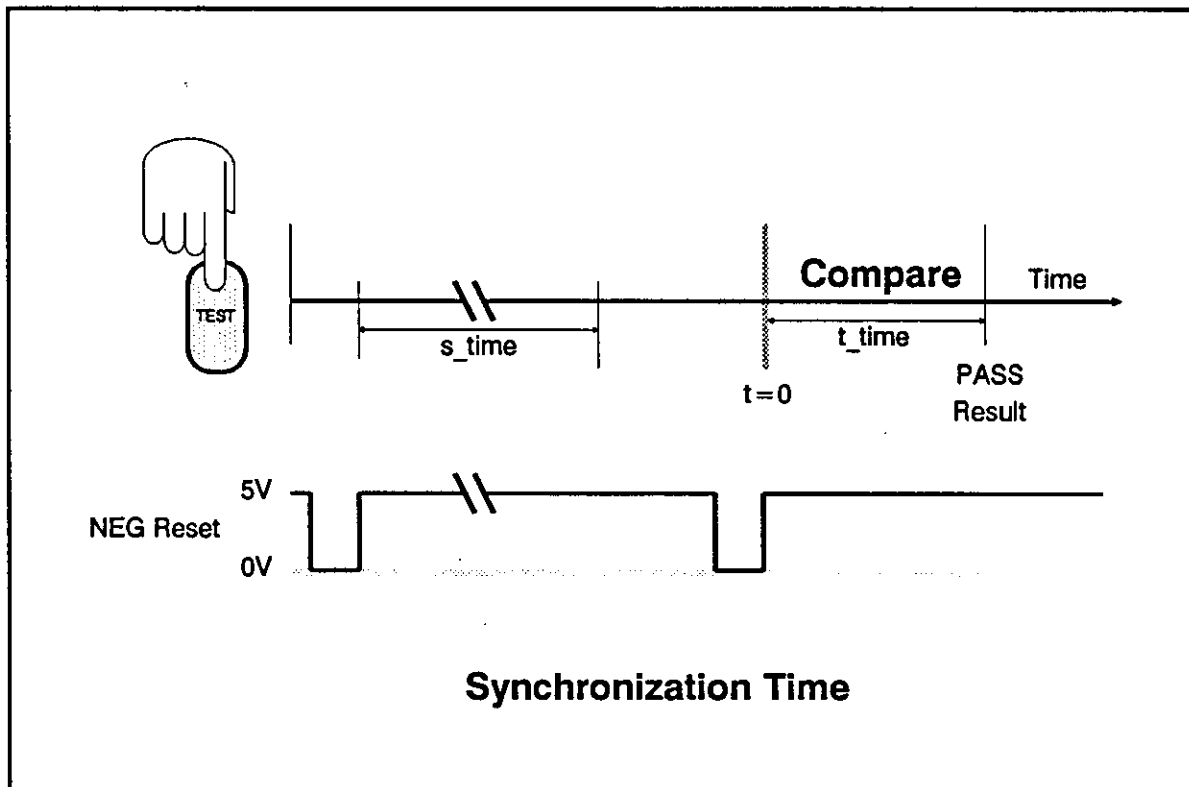 TEST
Compare
Time
s_time
t_time
t=0
PASS
Result
5V
NEG Reset
0V
Synchronization Time